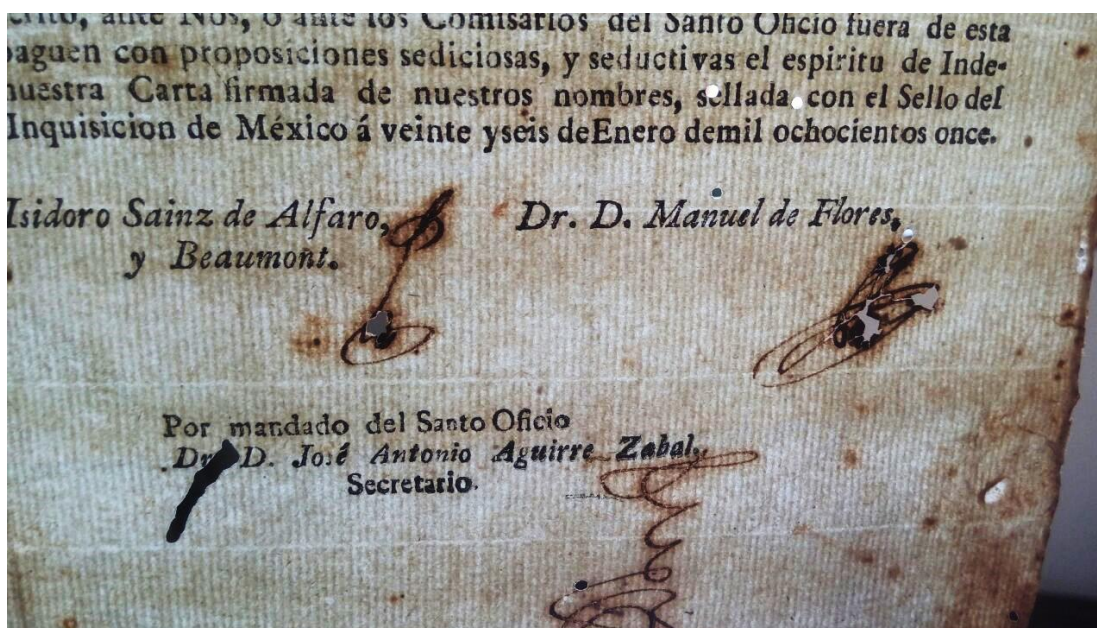 ante Nos, ó ante los Comisarios del Santo Oficio fuera de esta
paguen con proposiciones sediciosas, y seductivas el espiritu de Inde-
nuestra Carta firmada de nuestros nombres, sellada con el Sello del
Inquisicion de México á veinte yseis deEnero demil ochocientos once.
Isidoro Sainz de Alfaro,
y Beaumont.
Dr. D. Manuel de Flores,
Por mandado del Santo Oficio
Dr. D. José Antonio Aguirre Zabal.,
Secretario.